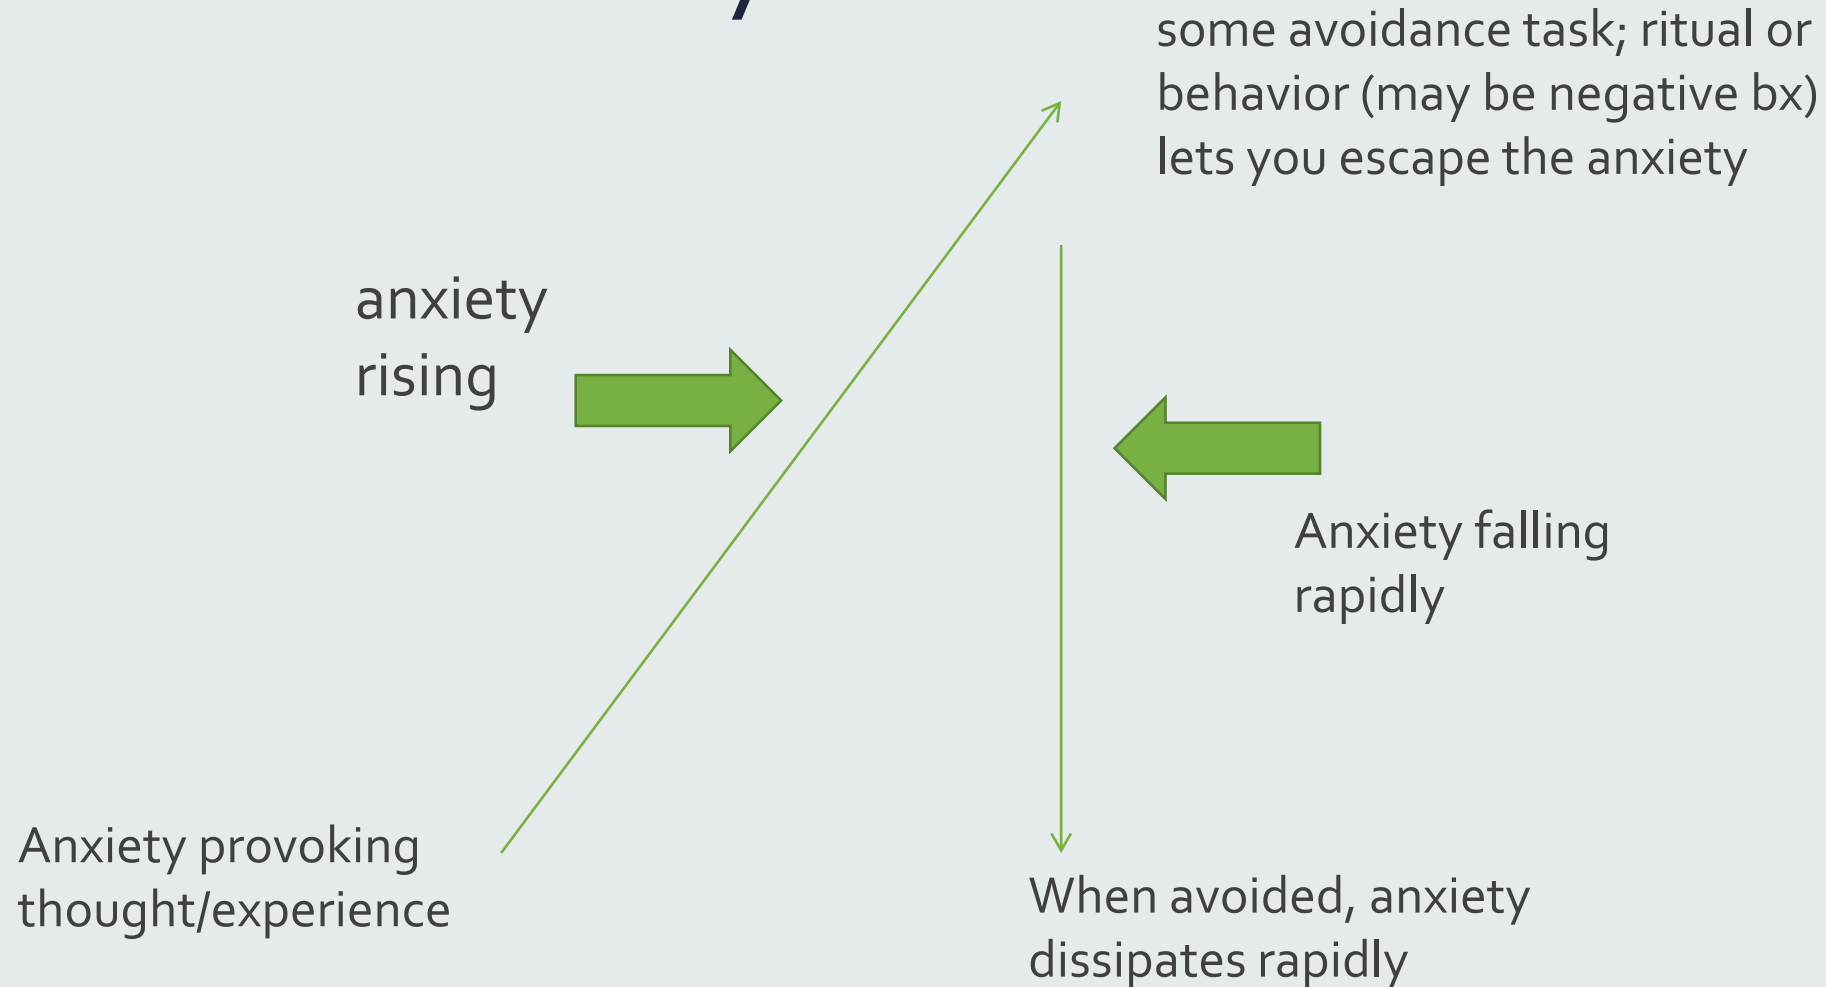 some avoidance task; ritual or
behavior (may be negative bx)
lets you escape the anxiety
anxiety
rising
Anxiety falling
rapidly
Anxiety provoking
thought/experience
When avoided, anxiety
dissipates rapidly